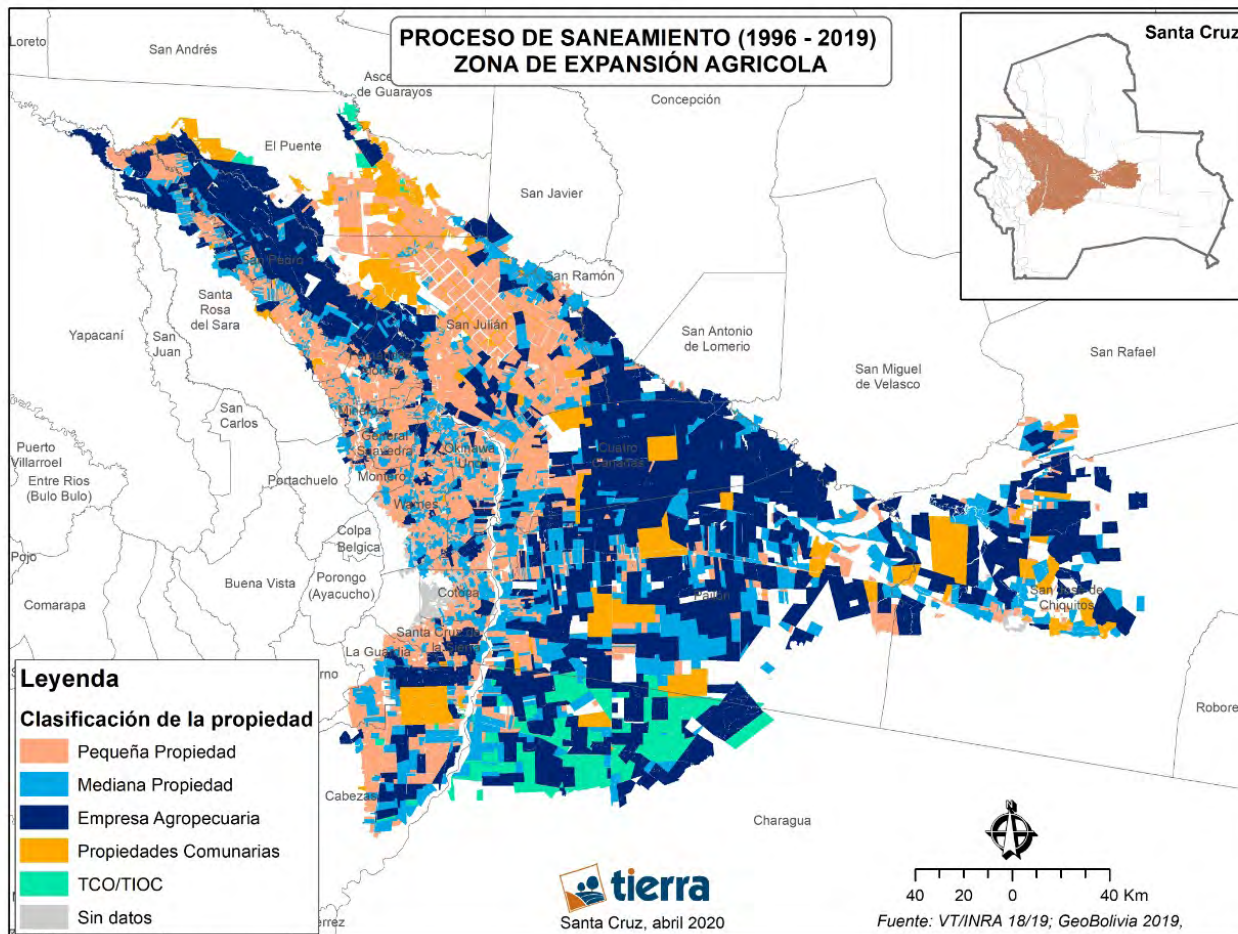 PROCESO DE SANEAMIENTO (1996 - 2019)
ZONA DE EXPANSIÓN AGRICOLA
Santa Cruz
Loreto
San Andrés
de Guarayos
Concepción
El Puente
San Javier
San Pedro
San Ramón
Santa
Rosa
del Sara
San Julián
Yapacaní
San
Juan
San Antonio
de Lomerio
San Rafael
San Miguel
de Velasco
San
Carlos
Mineros
General
Saavedra
Okinawa
Uno
Cuatro
Cañadas
Puerto
Villarroel
Entre Rios
(Bulo Bulo)
Portachuelo
Montero
Warnes
Colpa
Belgica
Pojo
Buena Vista
Porongo
(Ayacucho)
Cotoca
Pailón
San José de
Chiquitos
Comarapa
Santa Cruz de
la Sierra
La Guardia
Robore
Cabezas
Charagua
Leyenda
Clasificación de la propiedad
Pequeña Propiedad
Mediana Propiedad
Empresa Agropecuaria
Propiedades Comunarias
TCO/TIOC
Sin datos
tierra
Santa Cruz, abril 2020
N
40 20 0 40 Km
Fuente: VT/INRA 18/19; GeoBolivia 2019,